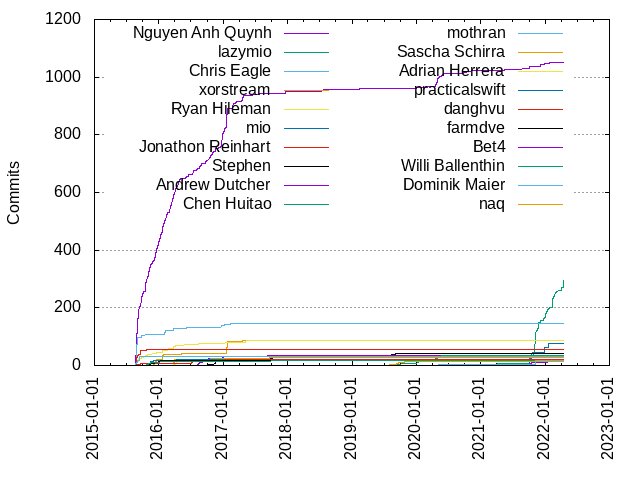 1200
1000
800
600
400
200
0
Commits
Nguyen Anh Quynh
lazymio
Chris Eagle
xorstream
Ryan Hileman
mio
Jonathon Reinhart
Stephen
Andrew Dutcher
Chen Huitao
mothran
Sascha Schirra
Adrian Herrera
practicalswift
danghvu
farmdve
Bet4
Willi Ballenthin
Dominik Maier
naq
2015-01-01
2016-01-01
2017-01-01
2018-01-01
2019-01-01
2020-01-01
2021-01-01
2022-01-01
2023-01-01